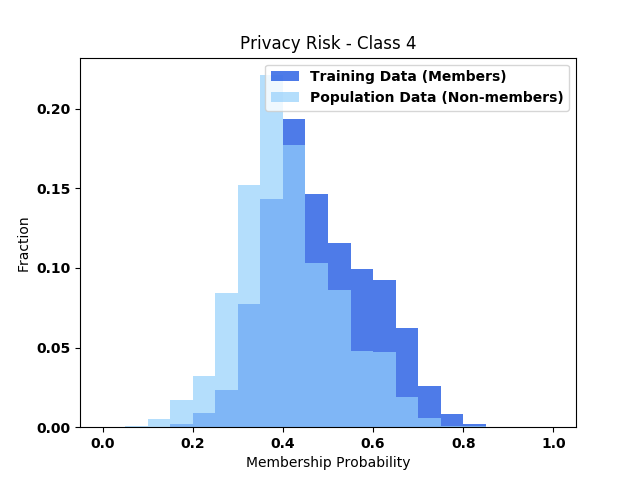 Privacy Risk - Class 4
Training Data (Members)
Population Data (Non-members)
Fraction
0.20
0.15
0.10
0.05
0.00
0.0 0.2 0.4 0.6 0.8 1.0
Membership Probability